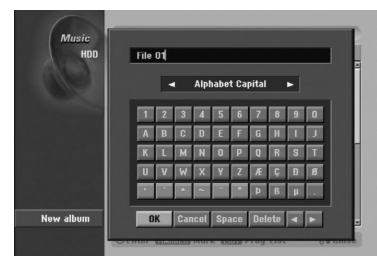 Music
HDD
File 01
◄ Alphabet Capital ►
1 2 3 4 5 6 7 8 9 0
A B C D E F G H I J
K L M N O P Q R S T
U V W X Y Z Æ Ç Ð Ø
Þ ß µ .
New album
OK Cancel Space Delete ◄ ►